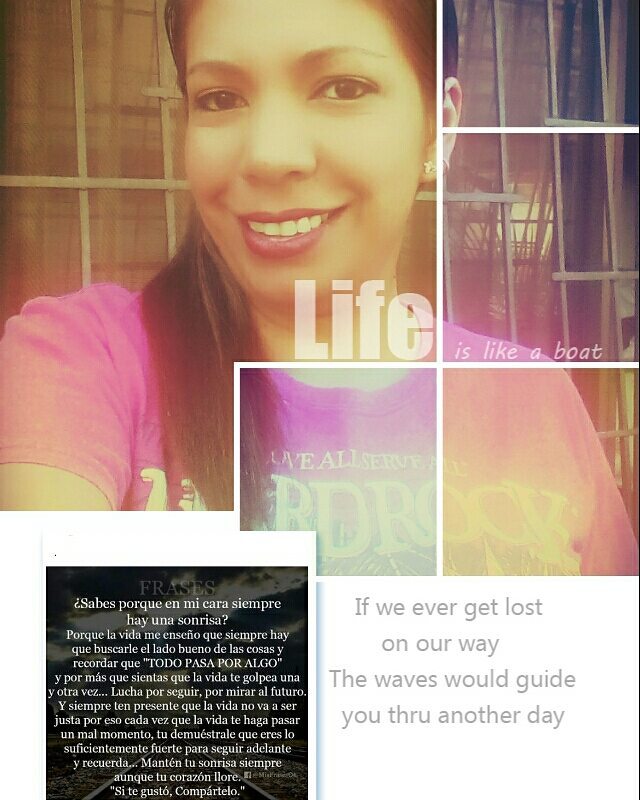 Life
is like a boat
LOVE ALL SERVE ALL
RDROCK
FRASES
¿Sabes porque en mi cara siempre
hay una sonrisa?
Porque la vida me enseño que siempre hay
que buscarle el lado bueno de las cosas y
recordar que "TODO PASA POR ALGO"
y por más que sientas que la vida te golpea una
y otra vez... Lucha por seguir, por mirar al futuro.
Y siempre ten presente que la vida no va a ser
justa por eso cada vez que la vida te haga pasar
un mal momento, tu demuéstrale que eres lo
suficientemente fuerte para seguir adelante
y recuerda... Mantén tu sonrisa siempre
aunque tu corazón llore.
"Si te gustó, Compártelo."
If we ever get lost
on our way
The waves would guide
you thru another day